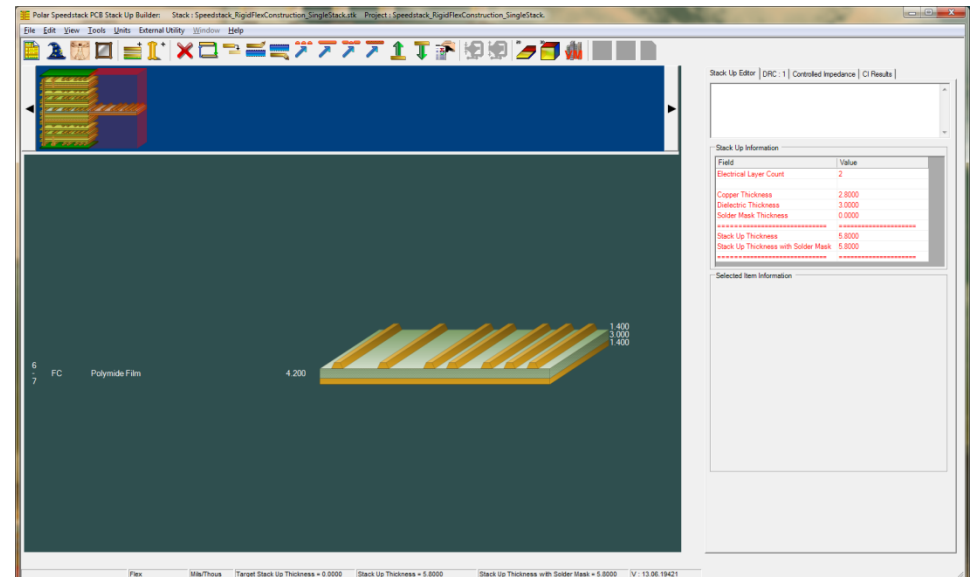 Polar Speedstack PCB Stack Up Builder: Stack : Speedstack_RigidFlexConstruction_SingleStack.stk Project : Speedstack_RigidFlexConstruction_SingleStack.
File Edit View Tools Units External Utility Window Help
Stack Up Editor DRC : 1 Controlled Impedance CI Results
Stack Up Information
Field Value
Electrical Layer Count 2
Copper Thickness 2.8000
Dielectric Thickness 3.0000
Solder Mask Thickness 0.0000
============================ ====================
Stack Up Thickness 5.8000
Stack Up Thickness with Solder Mask 5.8000
============================ ====================
Selected Item Information
1.400
3.000
1.400
6
-
7
FC Polymide Film 4.200
Flex Mils/Thous Target Stack Up Thickness = 0.0000 Stack Up Thickness = 5.8000 Stack Up Thickness with Solder Mask = 5.8000 V : 13.06.19421